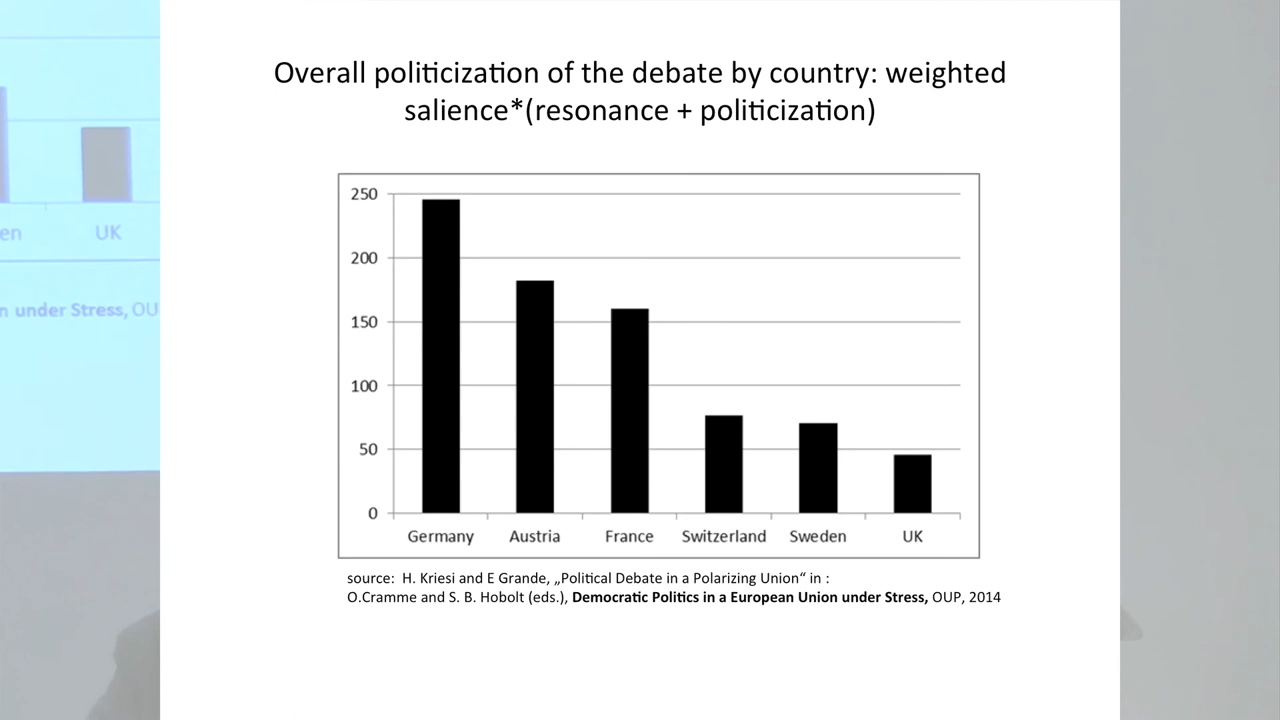 Overall politicization of the debate by country: weighted
salience*(resonance + politicization)
250
200
150
100
50
0
Germany Austria France Switzerland Sweden UK
source: H. Kriesi and E Grande, „Political Debate in a Polarizing Union“ in :
O.Cramme and S. B. Hobolt (eds.), Democratic Politics in a European Union under Stress, OUP, 2014
en UK
n under Stress, OU